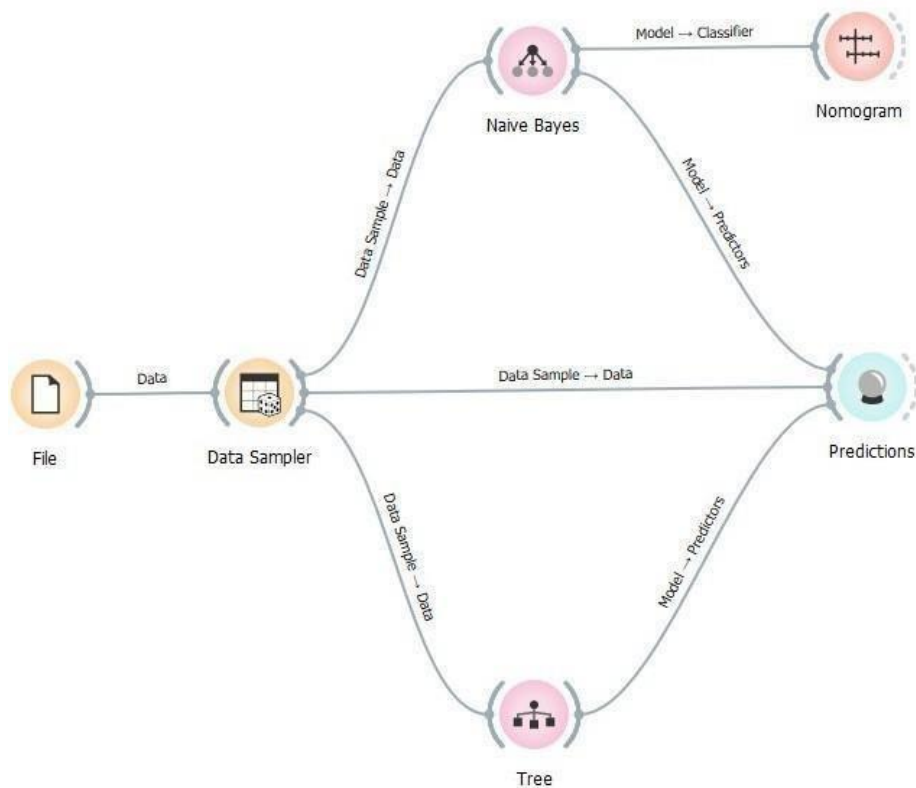 Model → Classifier
Naive Bayes
Nomogram
Data Sample → Data
Model → Predictors
Data
Data Sample → Data
File
Data Sampler
Predictions
Data Sample → Data
Model → Predictors
Tree